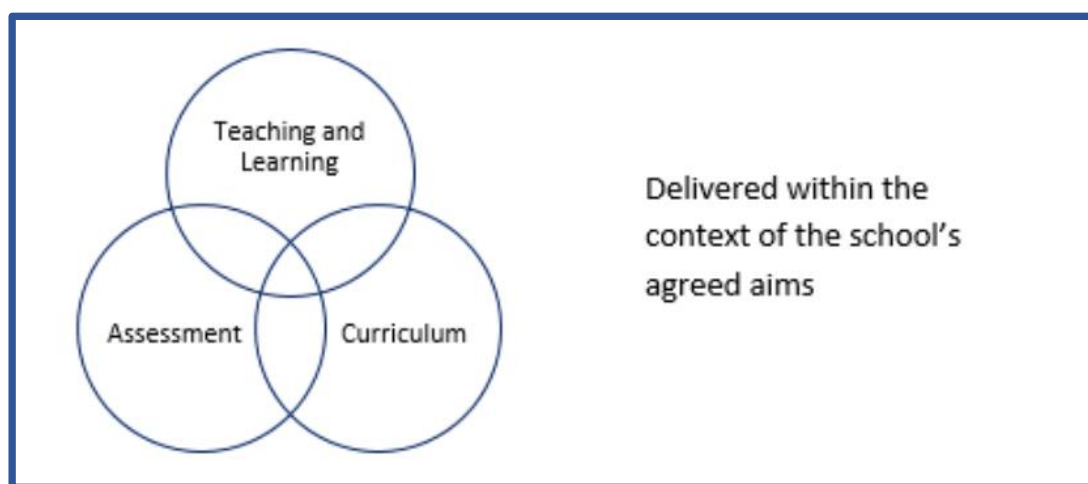 Teaching and
Learning
Assessment
Curriculum
Delivered within the
context of the school's
agreed aims